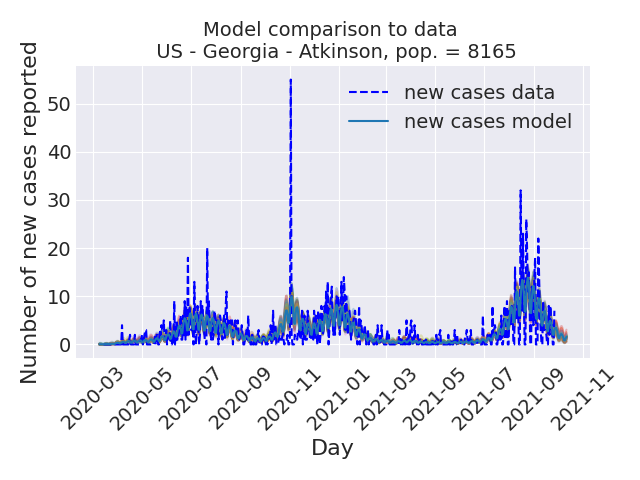 Model comparison to data
US - Georgia - Atkinson, pop. = 8165
Number of new cases reported
50
40
30
20
10
0
new cases data
new cases model
2020-03
2020-05
2020-07
2020-09
2020-11
2021-01
2021-03
2021-05
2021-07
2021-09
2021-11
Day